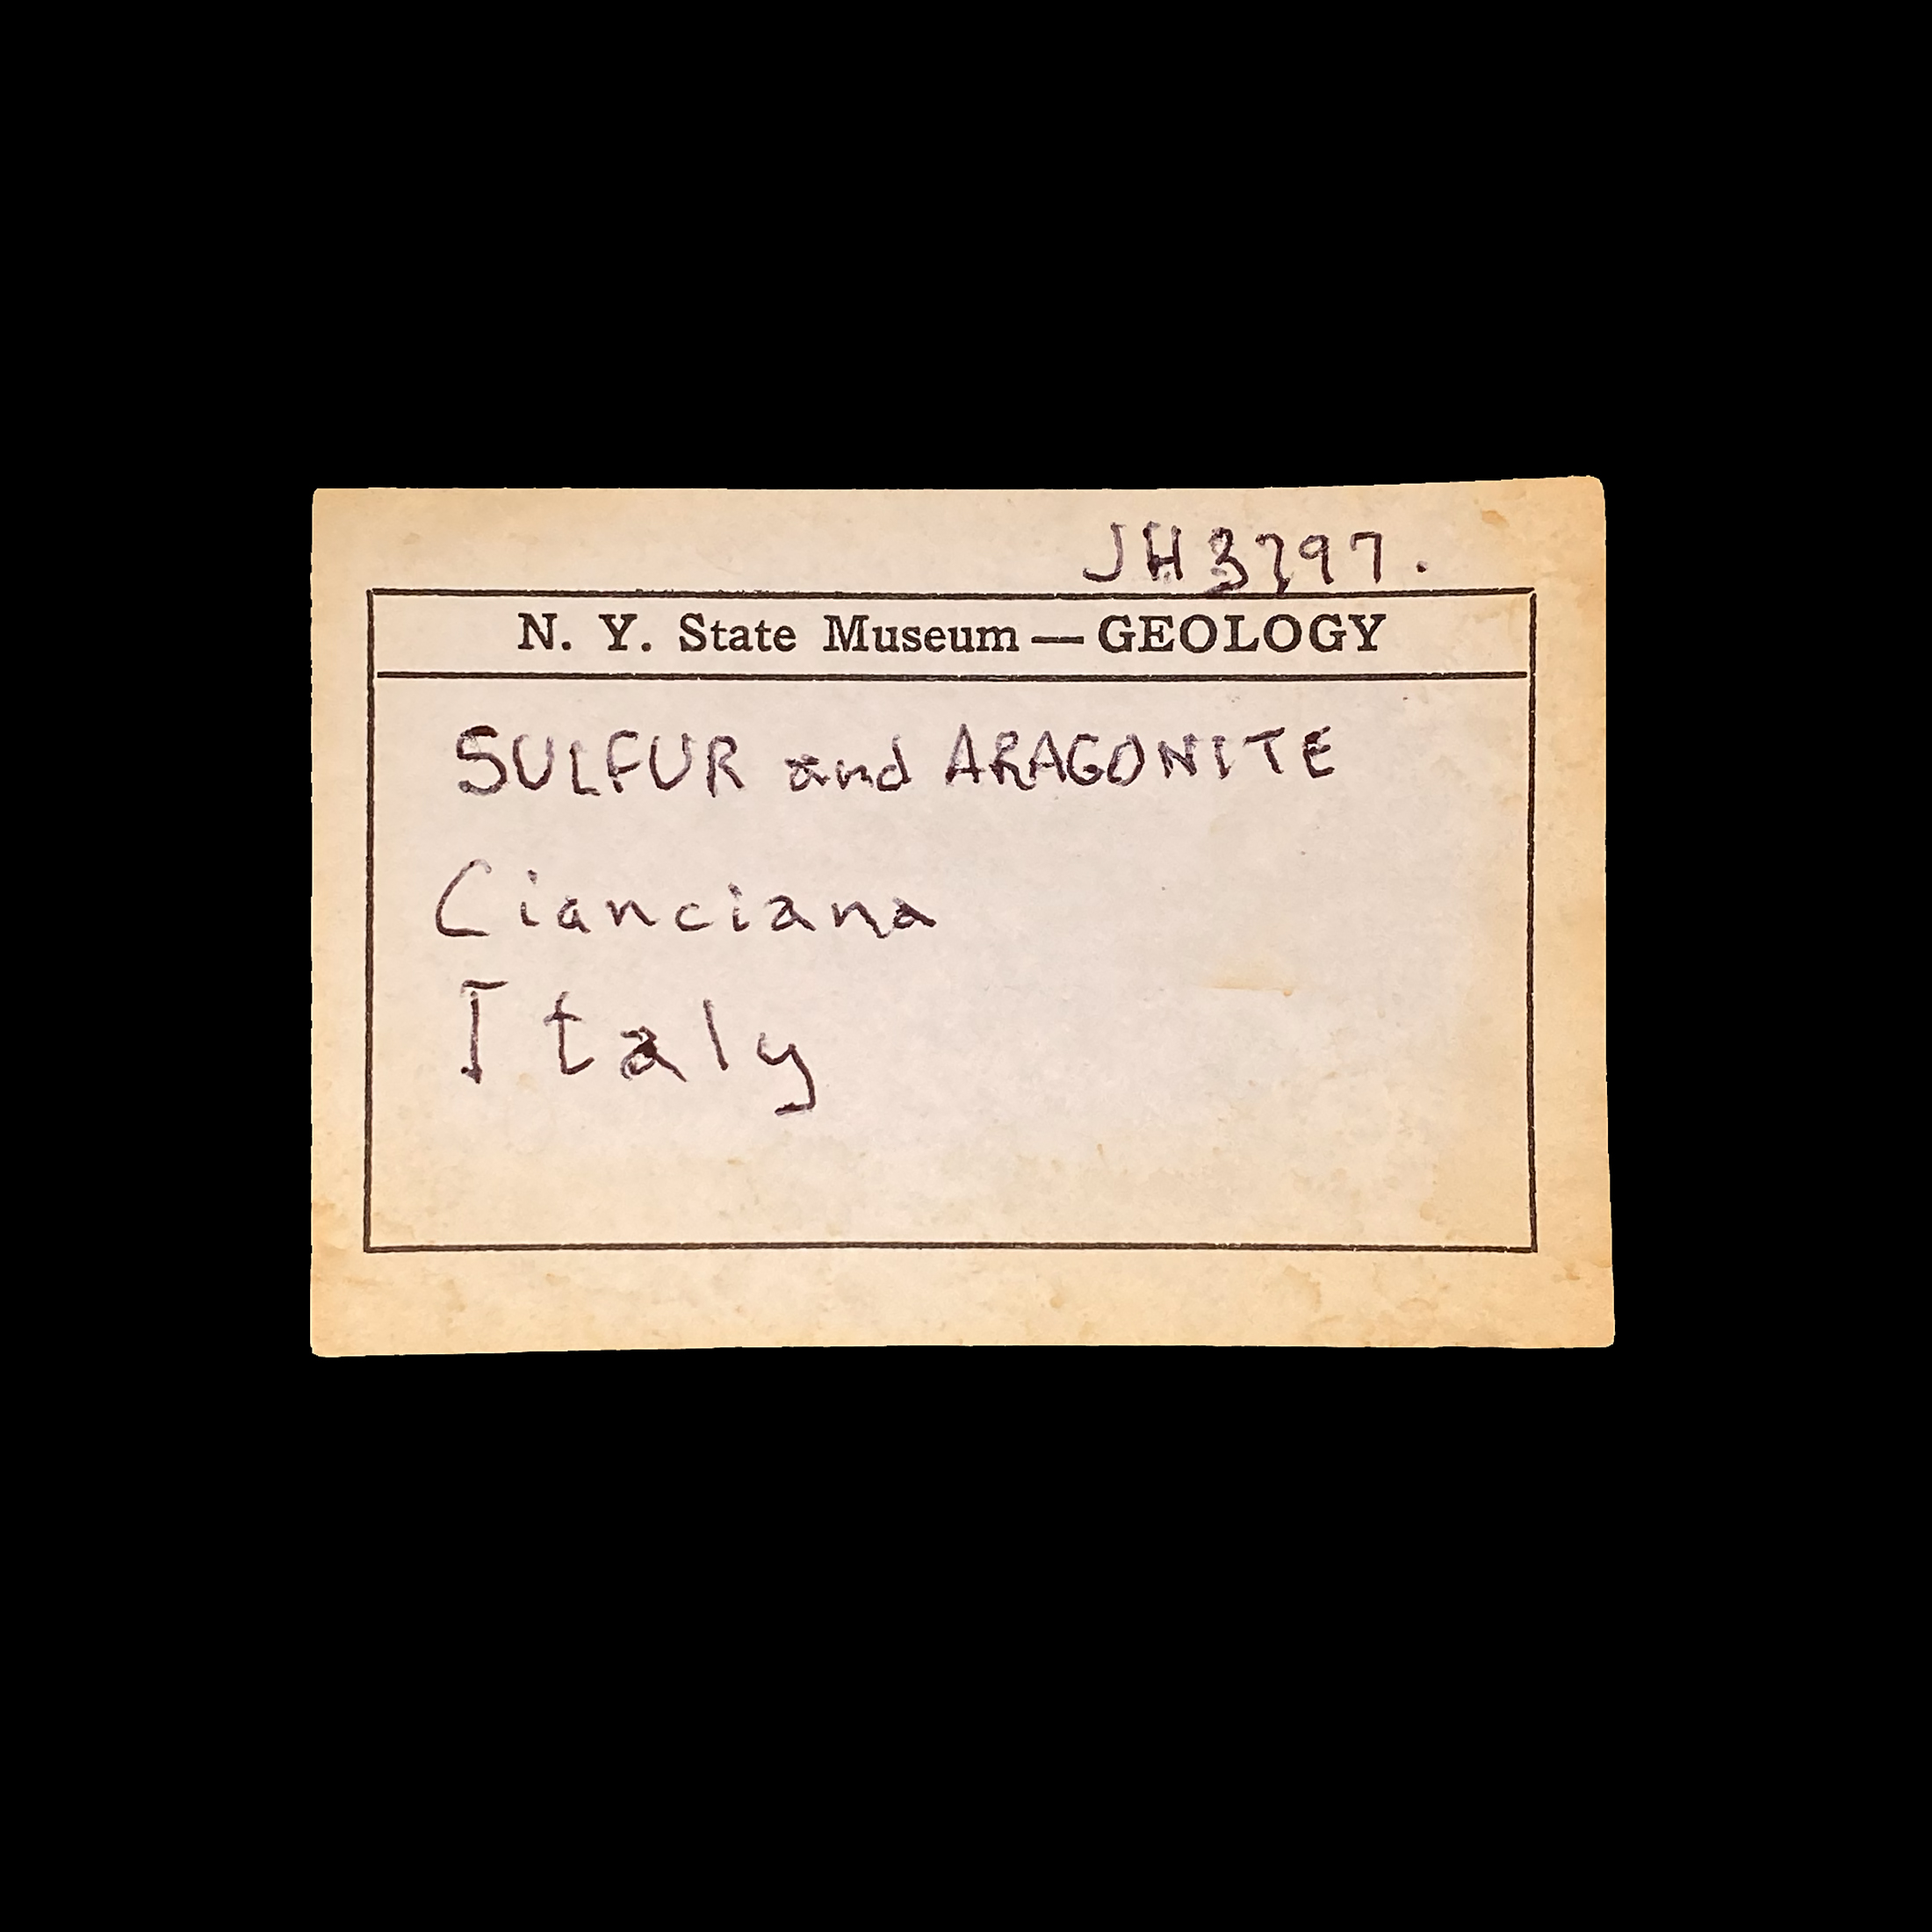 JH3797.
N. Y. State Museum — GEOLOGY
SULFUR and ARAGONITE
Cianciana
Italy